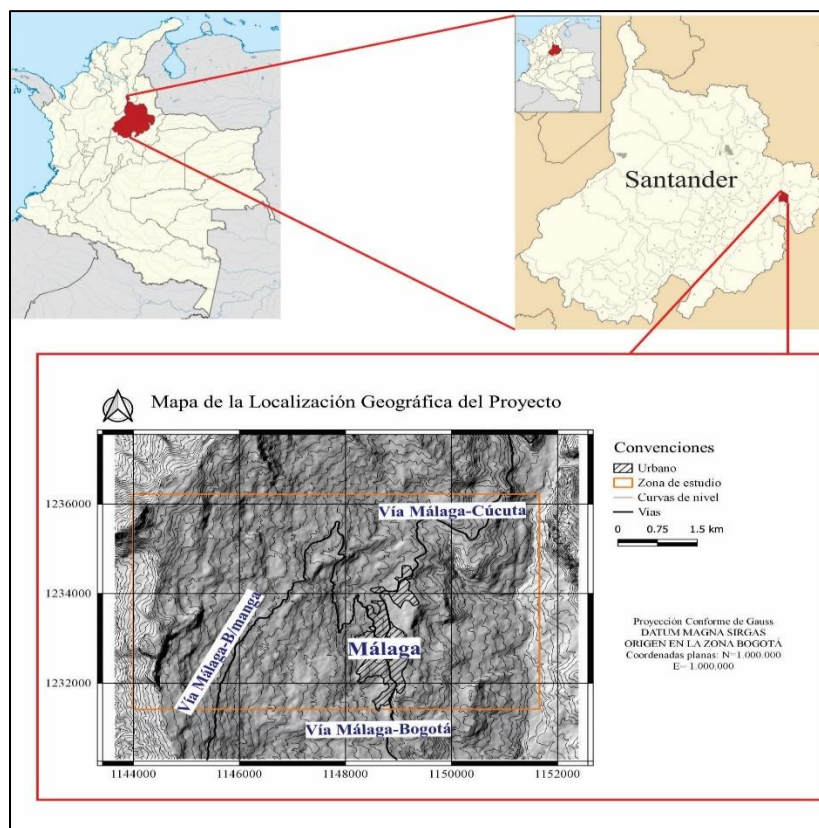 Santander
Mapa de la Localización Geográfica del Proyecto
Convenciones
Urbano
Zona de estudio
Curvas de nivel
Vias
0 0.75 1.5 km
1236000
1234000
1232000
Vía Málaga-Cúcuta
Vía Málaga-B/manga
Málaga
Vía Málaga-Bogotá
1144000 1146000 1148000 1150000 1152000
Proyección Conforme de Gauss
DATUM MAGNA SIRGAS
ORIGEN EN LA ZONA BOGOTÁ
Coordenadas planas: N=1.000.000
E= 1.000.000